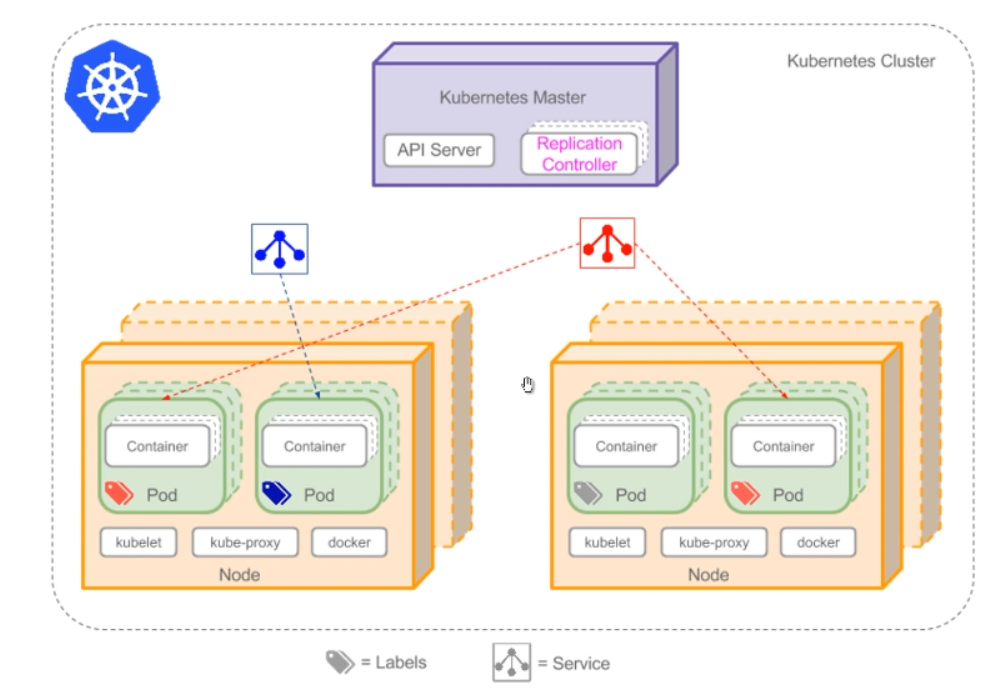 Kubernetes Cluster
Kubernetes Master
API Server
Replication
Controller
Container
Pod
Container
Pod
kubelet
kube-proxy
docker
Node
Container
Pod
Container
Pod
kubelet
kube-proxy
docker
Node
= Labels
= Service